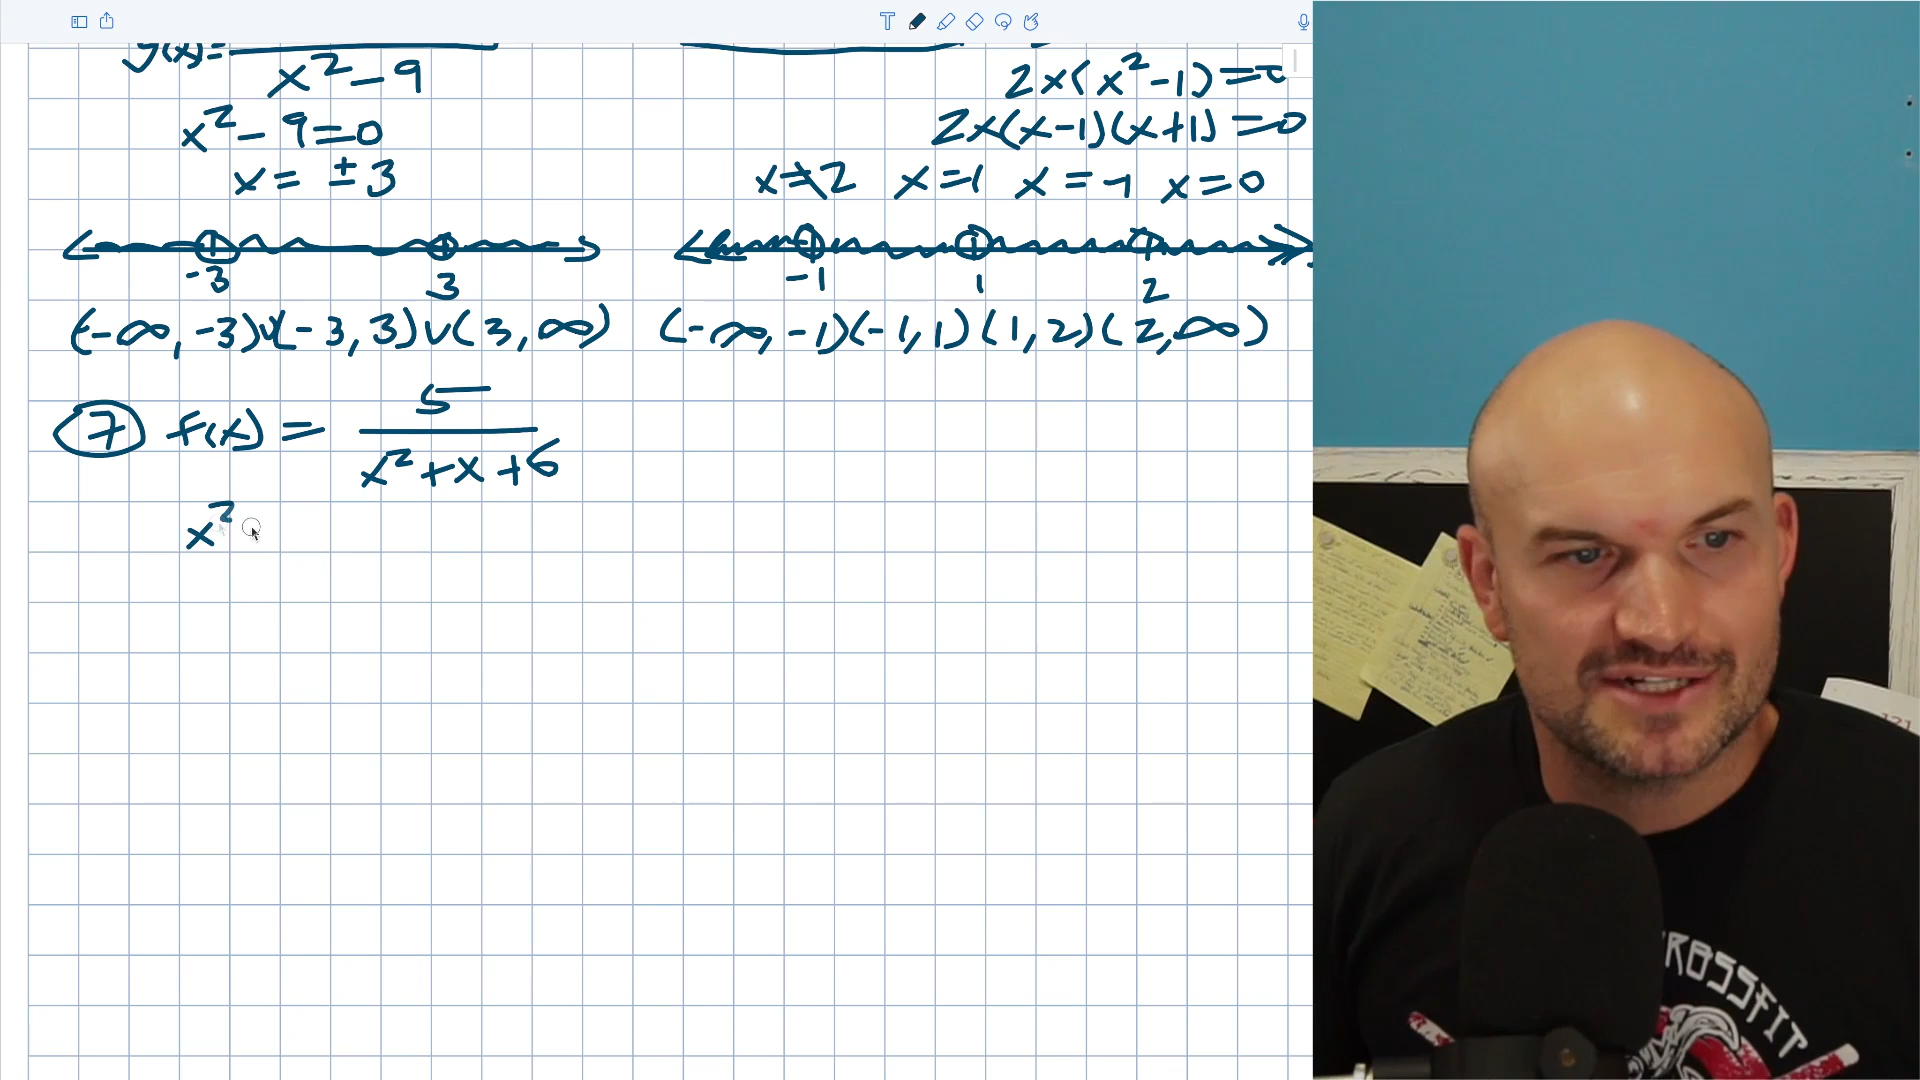 y(x)=
x² - 9
x² - 9 = 0
x = ± 3
-3 3
(-∞, -3) ∪ (-3, 3) ∪ (3, ∞)
2x(x² - 1) = 0
2x(x-1)(x+1) = 0
x = 2 x = 1 x = -1 x = 0
-1 1 2
(-∞, -1)(-1, 1)(1, 2)(2, ∞)
7 f(x) = 5
x² + x + 6
x²
ROSSFIT
121